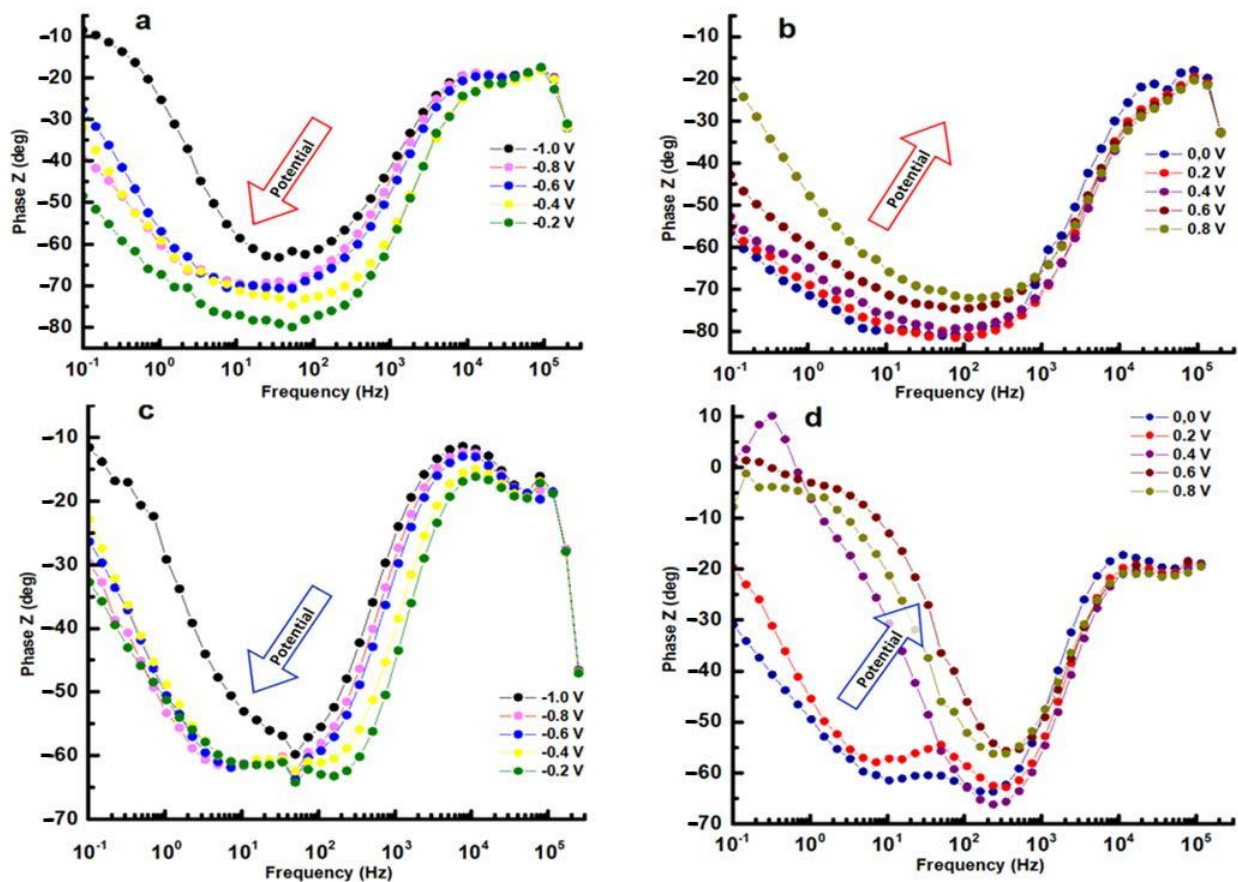 a
Phase Z (deg)
−10
−20
−30
−40
−50
−60
−70
−80
Potential
-1.0 V
-0.8 V
-0.6 V
-0.4 V
-0.2 V
10⁻¹ 10⁰ 10¹ 10² 10³ 10⁴ 10⁵
Frequency (Hz)
b
Phase Z (deg)
−10
−20
−30
−40
−50
−60
−70
−80
Potential
0,0 V
0.2 V
0.4 V
0.6 V
0.8 V
10⁻¹ 10⁰ 10¹ 10² 10³ 10⁴ 10⁵
Frequency (Hz)
c
Phase Z (deg)
−10
−20
−30
−40
−50
−60
−70
Potential
-1.0 V
-0.8 V
-0.6 V
-0.4 V
-0.2 V
10⁻¹ 10⁰ 10¹ 10² 10³ 10⁴ 10⁵
Frequency (Hz)
d
Phase Z (deg)
10
0
−10
−20
−30
−40
−50
−60
−70
Potential
0,0 V
0.2 V
0.4 V
0.6 V
0.8 V
10⁻¹ 10⁰ 10¹ 10² 10³ 10⁴ 10⁵
Frequency (Hz)